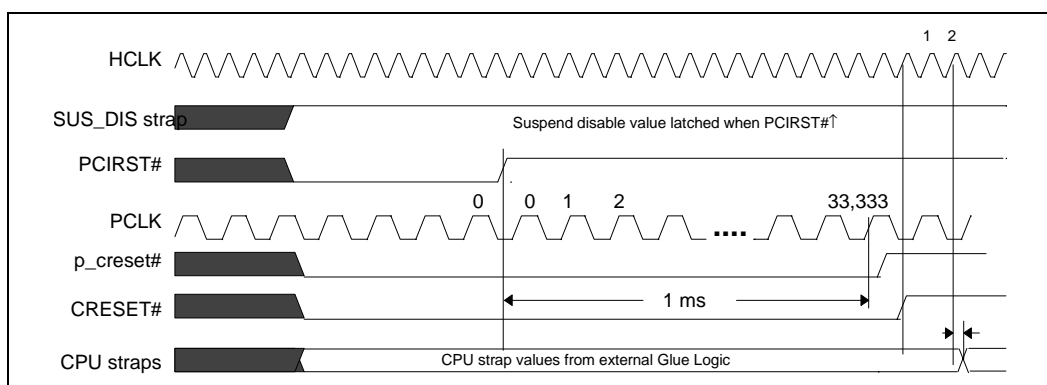 1 2
HCLK
SUS_DIS strap
Suspend disable value latched when PCIRST#↑
PCIRST#
0 0 1 2 33,333
PCLK
....
p_creset#
1 ms
CRESET#
CPU straps
CPU strap values from external Glue Logic